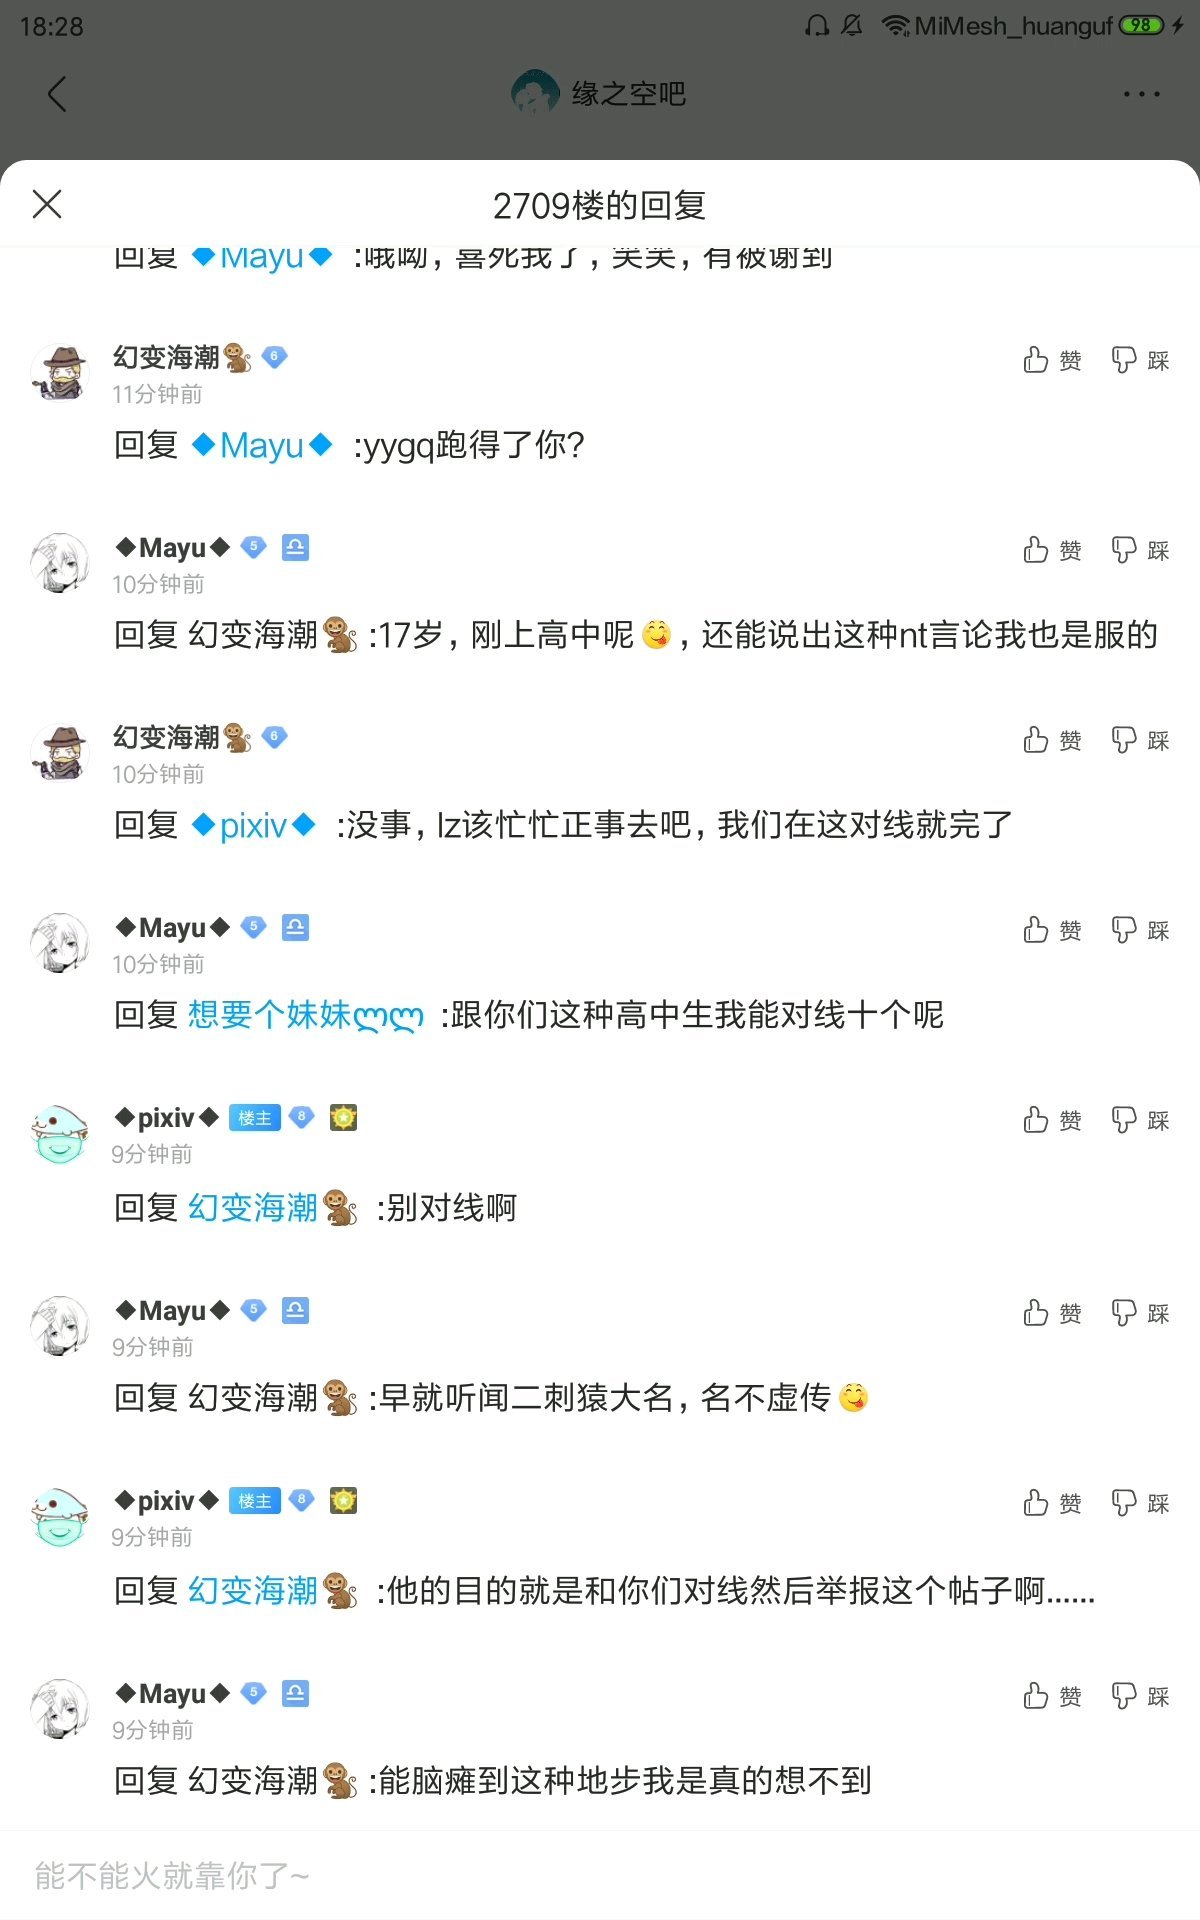 18:28
MiMesh_huanguf 98
缘之空吧
2709楼的回复
回复 ◆Mayu◆ :哦呦，喜死我了，笑笑，有被谢到
幻变海潮🐒 6
11分钟前
赞 踩
回复 ◆Mayu◆ :yygq跑得了你？
◆Mayu◆ 5
10分钟前
赞 踩
回复 幻变海潮🐒 :17岁，刚上高中呢😋，还能说出这种nt言论我也是服的
幻变海潮🐒 6
10分钟前
赞 踩
回复 ◆pixiv◆ :没事，lz该忙忙正事去吧，我们在这对线就完了
◆Mayu◆ 5
10分钟前
赞 踩
回复 想要个妹妹ლლ :跟你们这种高中生我能对线十个呢
◆pixiv◆ 楼主 8
9分钟前
赞 踩
回复 幻变海潮🐒 :别对线啊
◆Mayu◆ 5
9分钟前
赞 踩
回复 幻变海潮🐒 :早就听闻二刺猿大名，名不虚传😋
◆pixiv◆ 楼主 8
9分钟前
赞 踩
回复 幻变海潮🐒 :他的目的就是和你们对线然后举报这个帖子啊......
◆Mayu◆ 5
9分钟前
赞 踩
回复 幻变海潮🐒 :能脑瘫到这种地步我是真的想不到
能不能火就靠你了~